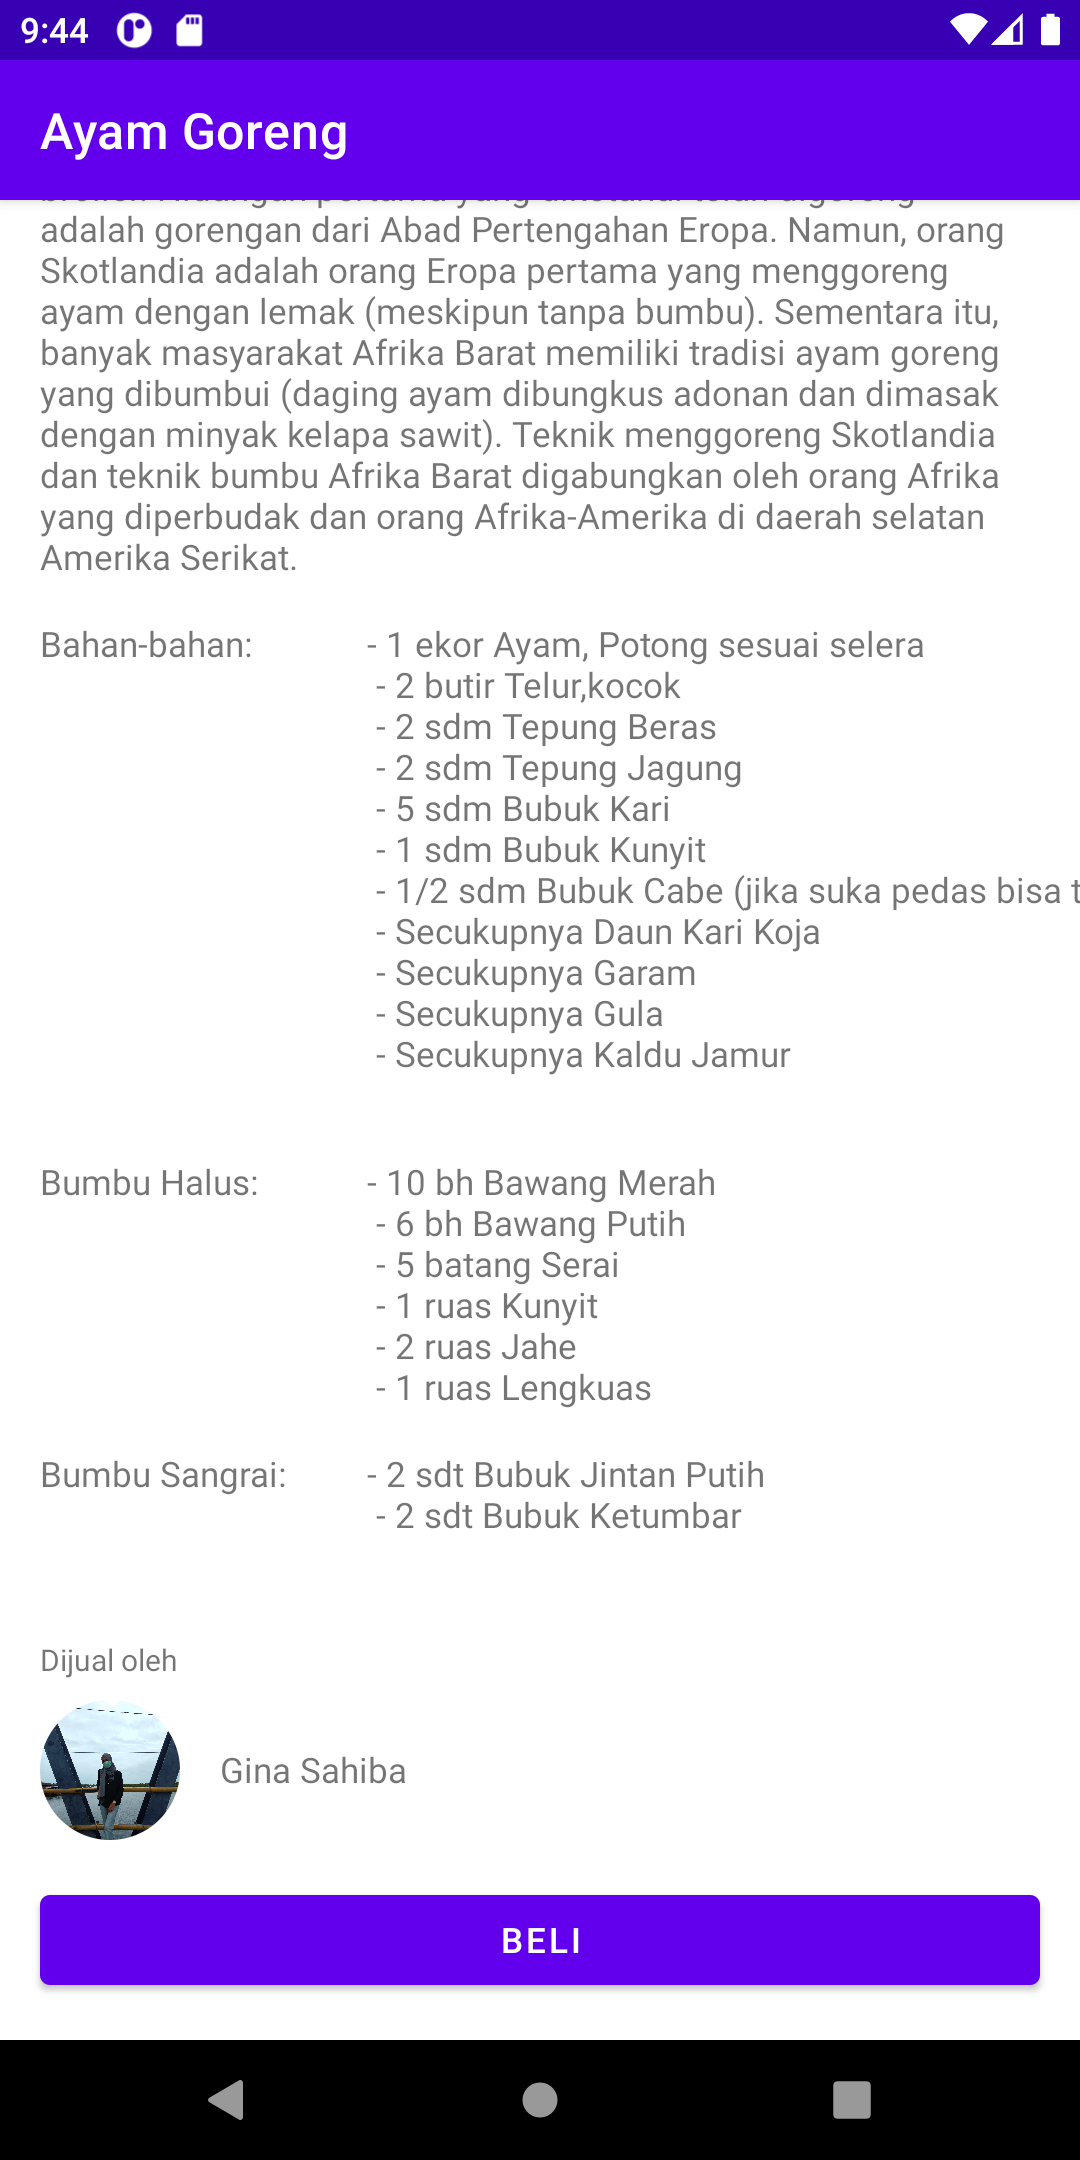 9:44
Ayam Goreng
adalah gorengan dari Abad Pertengahan Eropa. Namun, orang
Skotlandia adalah orang Eropa pertama yang menggoreng
ayam dengan lemak (meskipun tanpa bumbu). Sementara itu,
banyak masyarakat Afrika Barat memiliki tradisi ayam goreng
yang dibumbui (daging ayam dibungkus adonan dan dimasak
dengan minyak kelapa sawit). Teknik menggoreng Skotlandia
dan teknik bumbu Afrika Barat digabungkan oleh orang Afrika
yang diperbudak dan orang Afrika-Amerika di daerah selatan
Amerika Serikat.
Bahan-bahan: - 1 ekor Ayam, Potong sesuai selera
- 2 butir Telur,kocok
- 2 sdm Tepung Beras
- 2 sdm Tepung Jagung
- 5 sdm Bubuk Kari
- 1 sdm Bubuk Kunyit
- 1/2 sdm Bubuk Cabe (jika suka pedas bisa t
- Secukupnya Daun Kari Koja
- Secukupnya Garam
- Secukupnya Gula
- Secukupnya Kaldu Jamur
Bumbu Halus: - 10 bh Bawang Merah
- 6 bh Bawang Putih
- 5 batang Serai
- 1 ruas Kunyit
- 2 ruas Jahe
- 1 ruas Lengkuas
Bumbu Sangrai: - 2 sdt Bubuk Jintan Putih
- 2 sdt Bubuk Ketumbar
Dijual oleh
Gina Sahiba
BELI